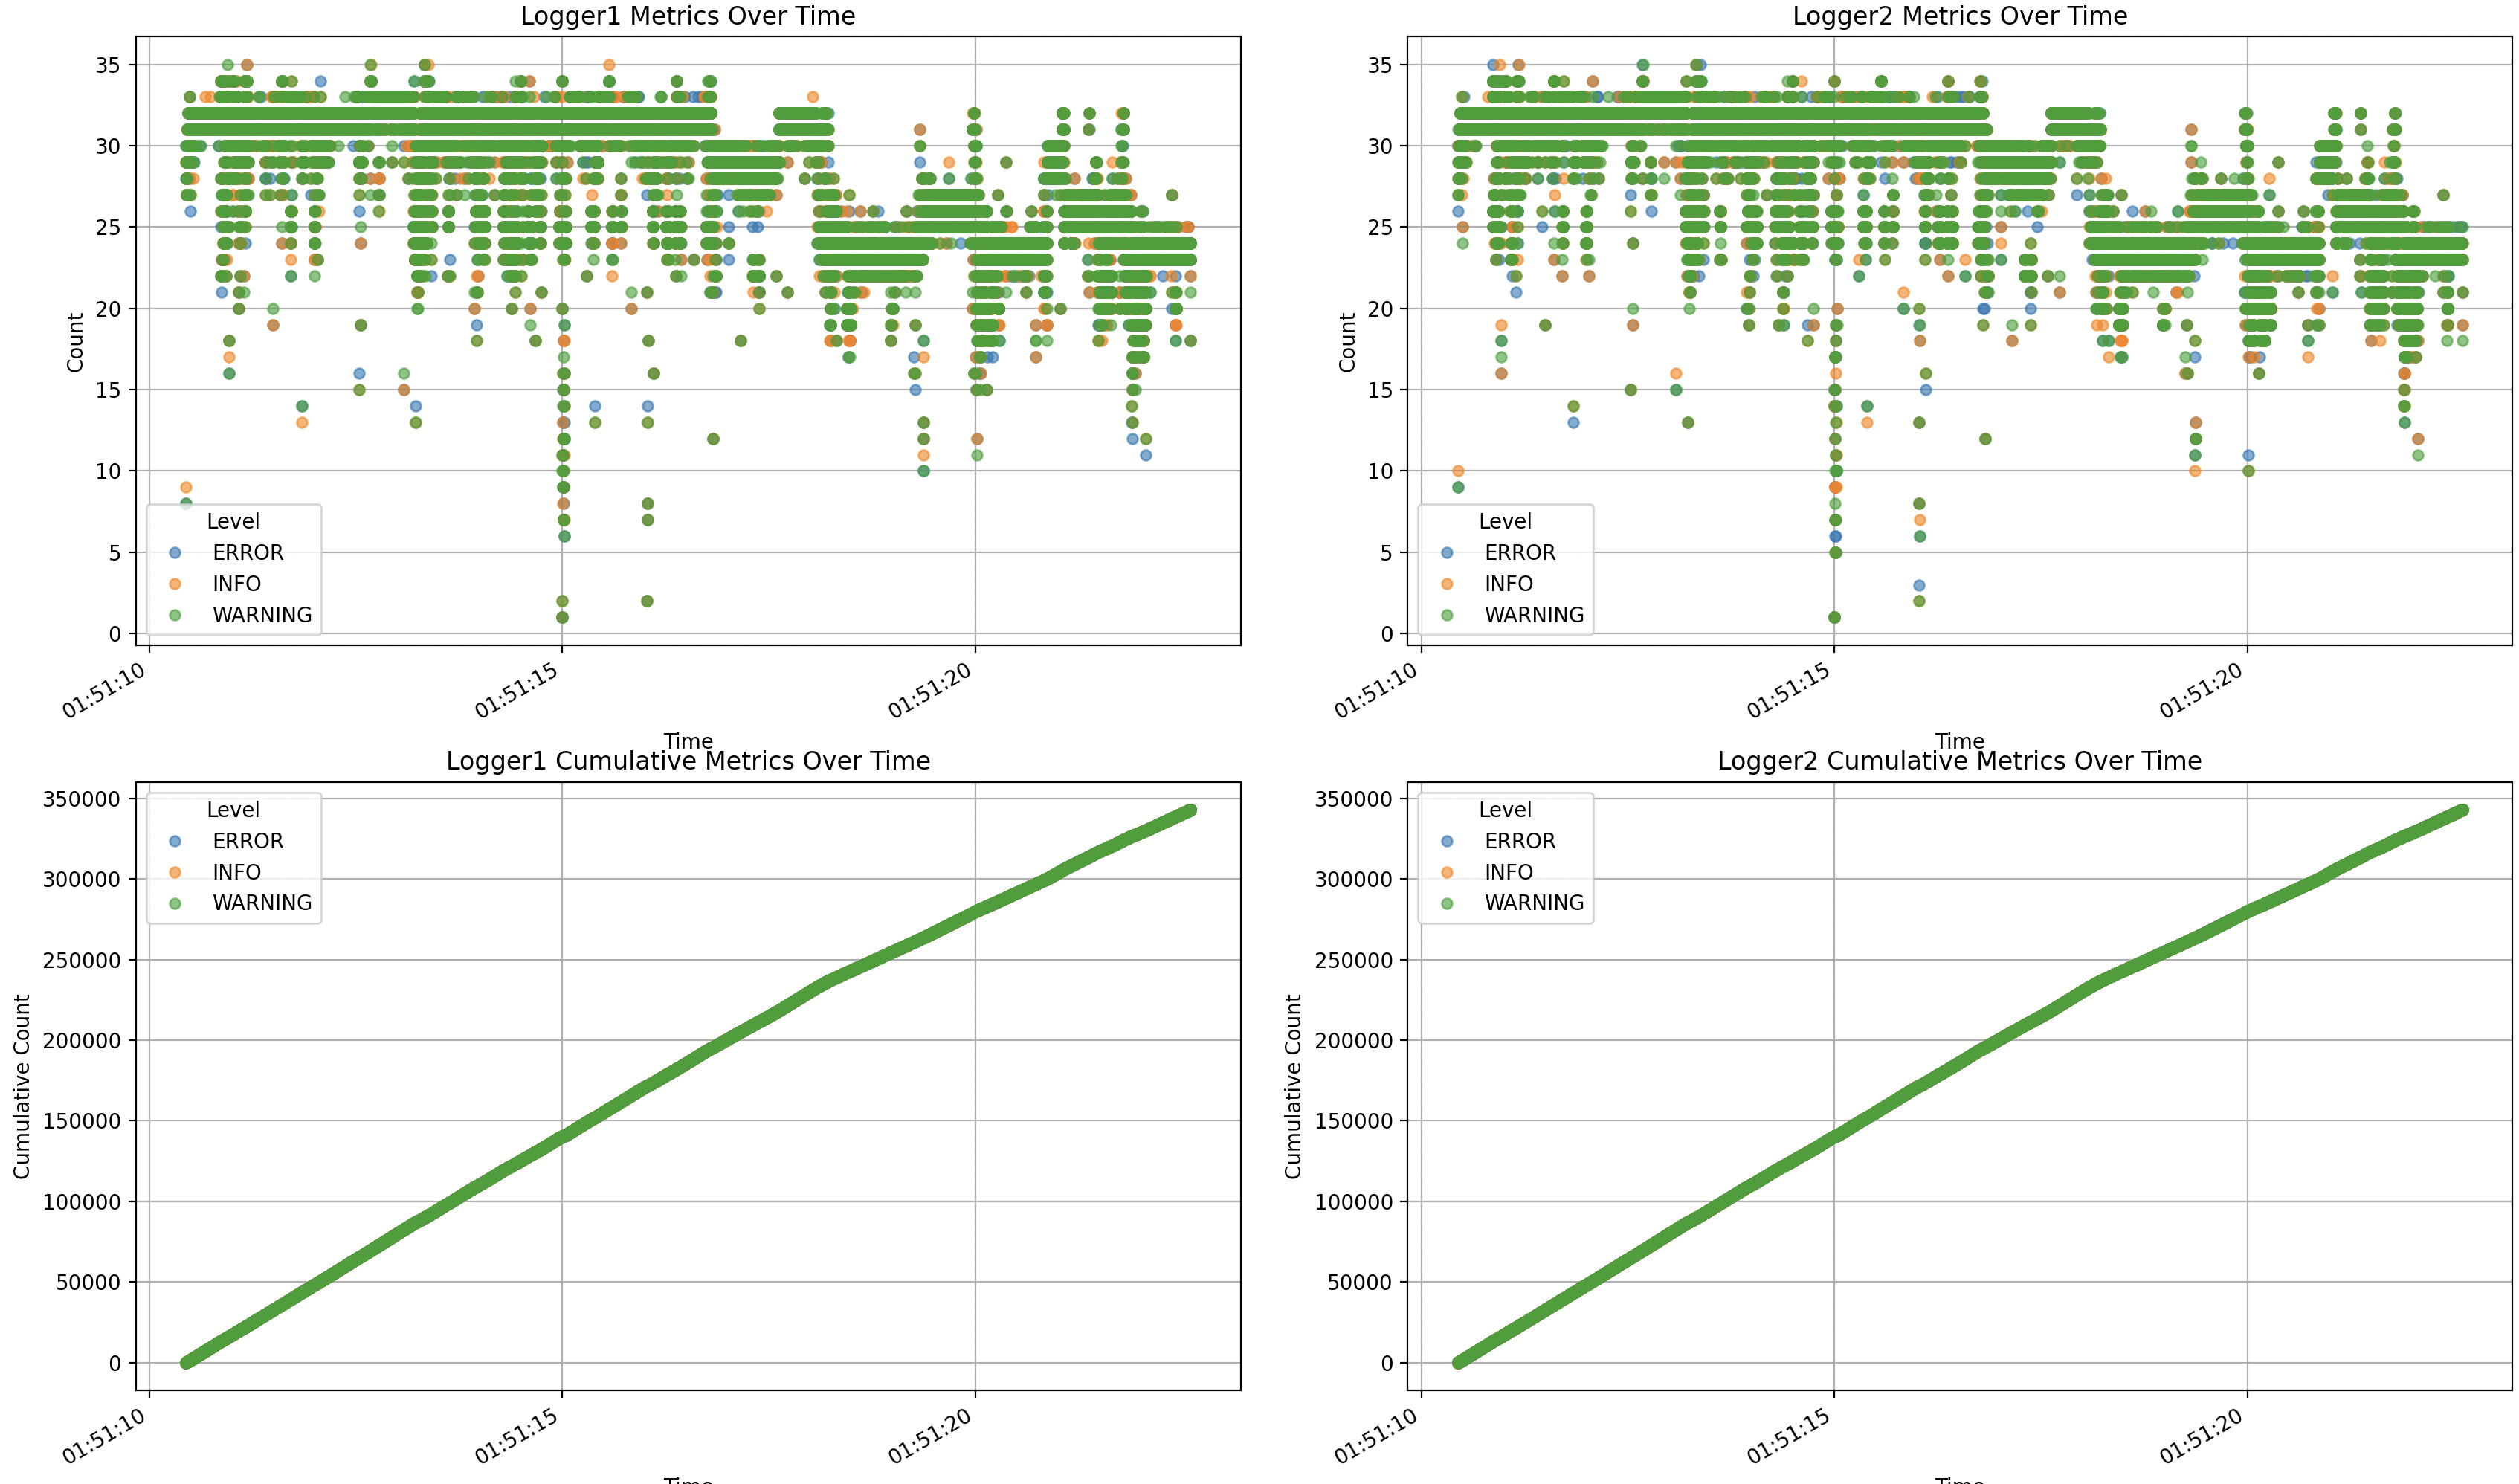 Logger1 Metrics Over Time
Count
35
30
25
20
15
10
5
0
Level
ERROR
INFO
WARNING
01:51:10
01:51:15
01:51:20
Time
Logger2 Metrics Over Time
Count
35
30
25
20
15
10
5
0
Level
ERROR
INFO
WARNING
01:51:10
01:51:15
01:51:20
Time
Logger1 Cumulative Metrics Over Time
Cumulative Count
350000
300000
250000
200000
150000
100000
50000
0
Level
ERROR
INFO
WARNING
01:51:10
01:51:15
01:51:20
Time
Logger2 Cumulative Metrics Over Time
Cumulative Count
350000
300000
250000
200000
150000
100000
50000
0
Level
ERROR
INFO
WARNING
01:51:10
01:51:15
01:51:20
Time